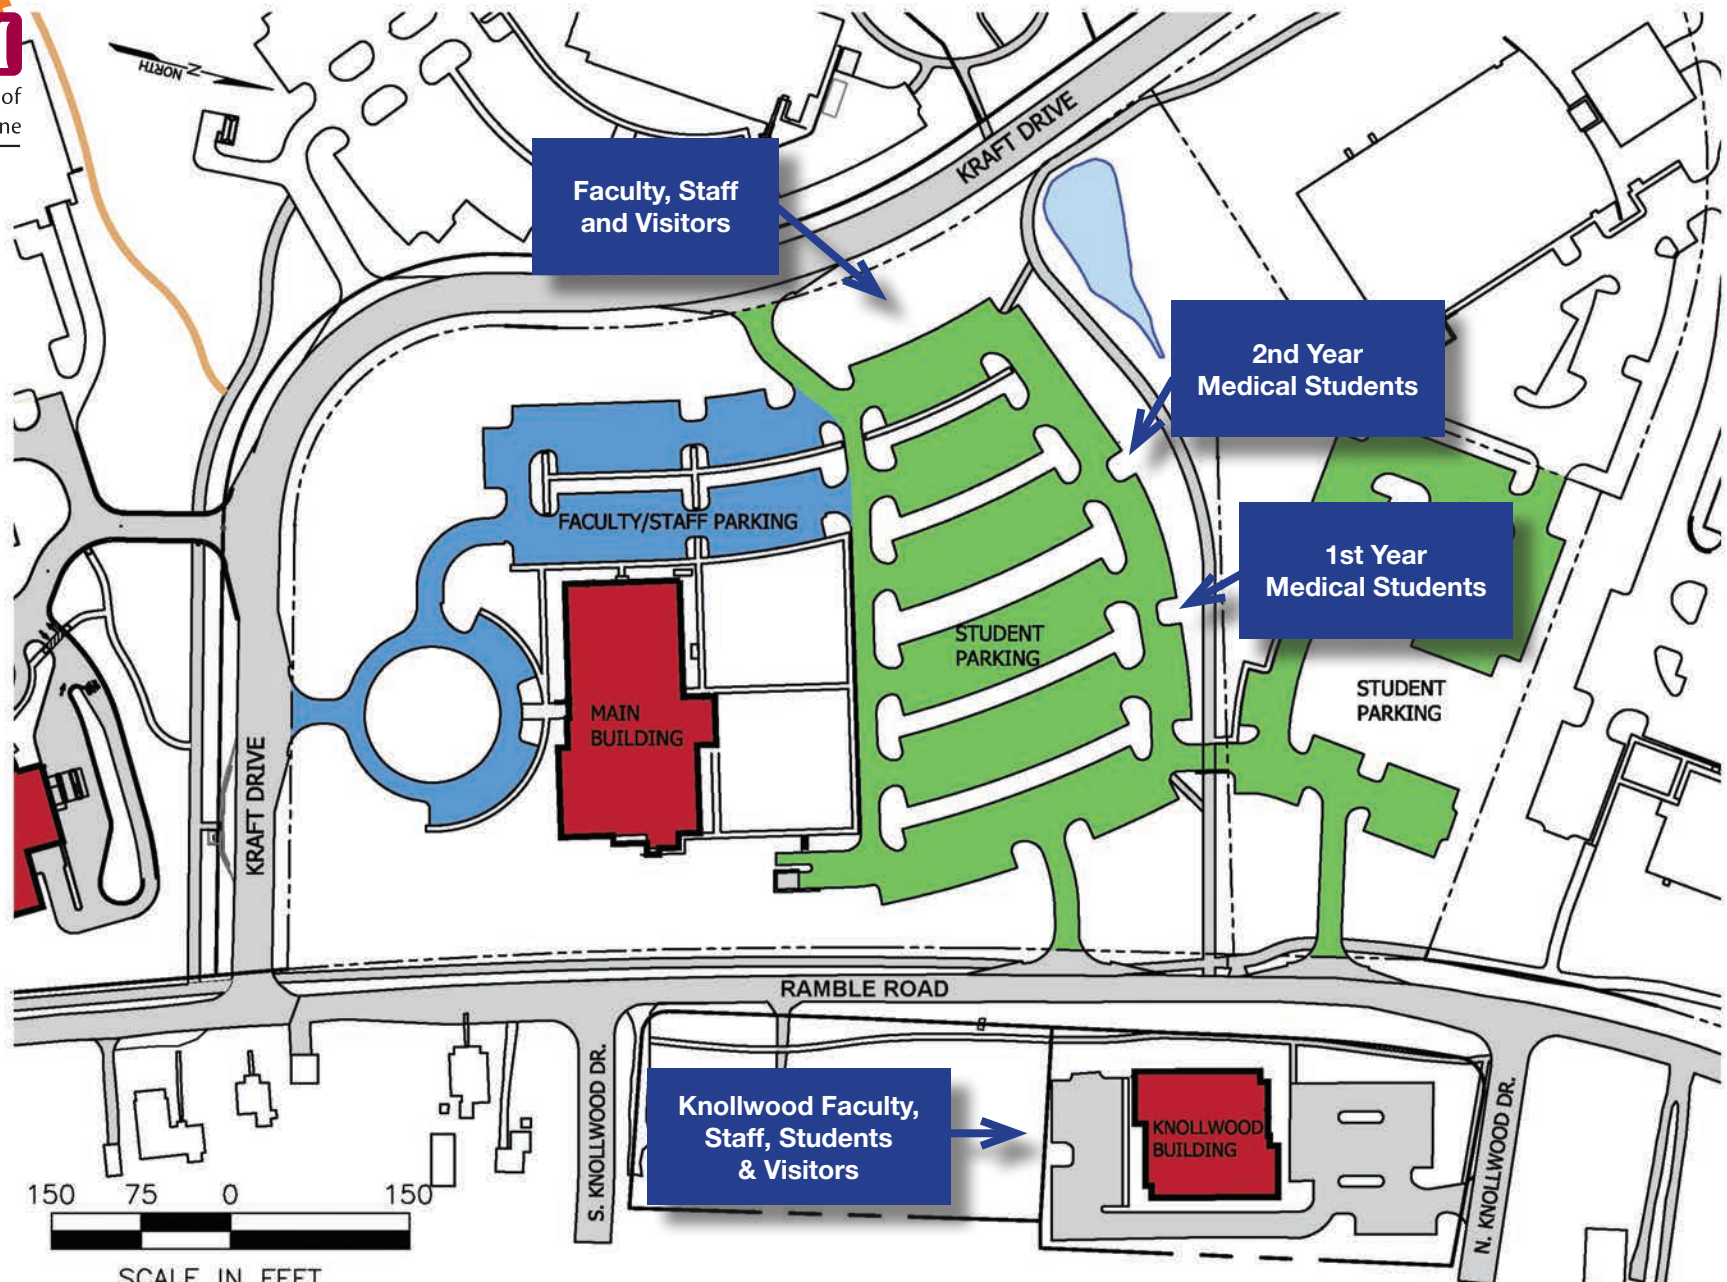 of
ne
NORTH
KRAFT DRIVE
Faculty, Staff
and Visitors
2nd Year
Medical Students
FACULTY/STAFF PARKING
1st Year
Medical Students
STUDENT
PARKING
STUDENT
PARKING
MAIN
BUILDING
KRAFT DRIVE
RAMBLE ROAD
S. KNOLLWOOD DR.
Knollwood Faculty,
Staff, Students
& Visitors
KNOLLWOOD
BUILDING
N. KNOLLWOOD DR.
150 75 0 150
SCALE IN FEET